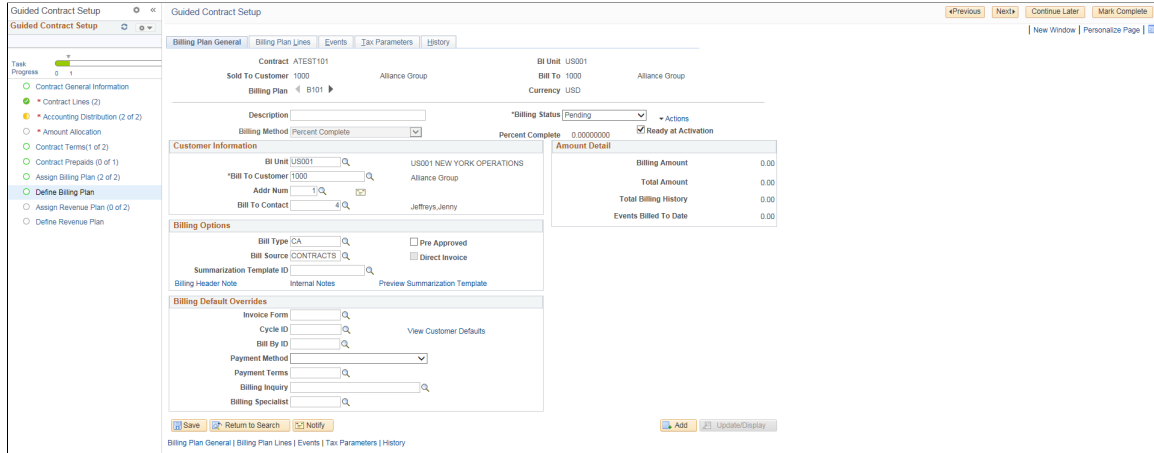 Guided Contract Setup
«
Guided Contract Setup
Previous
Next
Continue Later
Mark Complete
Guided Contract Setup
New Window | Personalize Page |
Task Progress
0 1
Contract General Information
* Contract Lines (2)
* Accounting Distribution (2 of 2)
* Amount Allocation
Contract Terms(1 of 2)
Contract Prepaids (0 of 1)
Assign Billing Plan (2 of 2)
Define Billing Plan
Assign Revenue Plan (0 of 2)
Define Revenue Plan
Billing Plan General
Billing Plan Lines
Events
Tax Parameters
History
Contract ATEST101
BI Unit US001
Sold To Customer 1000 Alliance Group
Bill To 1000 Alliance Group
Billing Plan B101
Currency USD
Description
*Billing Status Pending
Actions
Billing Method Percent Complete
Percent Complete 0.00000000
Ready at Activation
Customer Information
BI Unit US001 US001 NEW YORK OPERATIONS
*Bill To Customer 1000 Alliance Group
Addr Num 1
Bill To Contact 4 Jeffreys,Jenny
Amount Detail
Billing Amount 0.00
Total Amount 0.00
Total Billing History 0.00
Events Billed To Date 0.00
Billing Options
Bill Type CA
Pre Approved
Bill Source CONTRACTS
Direct Invoice
Summarization Template ID
Billing Header Note
Internal Notes
Preview Summarization Template
Billing Default Overrides
Invoice Form
Cycle ID
View Customer Defaults
Bill By ID
Payment Method
Payment Terms
Billing Inquiry
Billing Specialist
Save
Return to Search
Notify
Add
Update/Display
Billing Plan General | Billing Plan Lines | Events | Tax Parameters | History